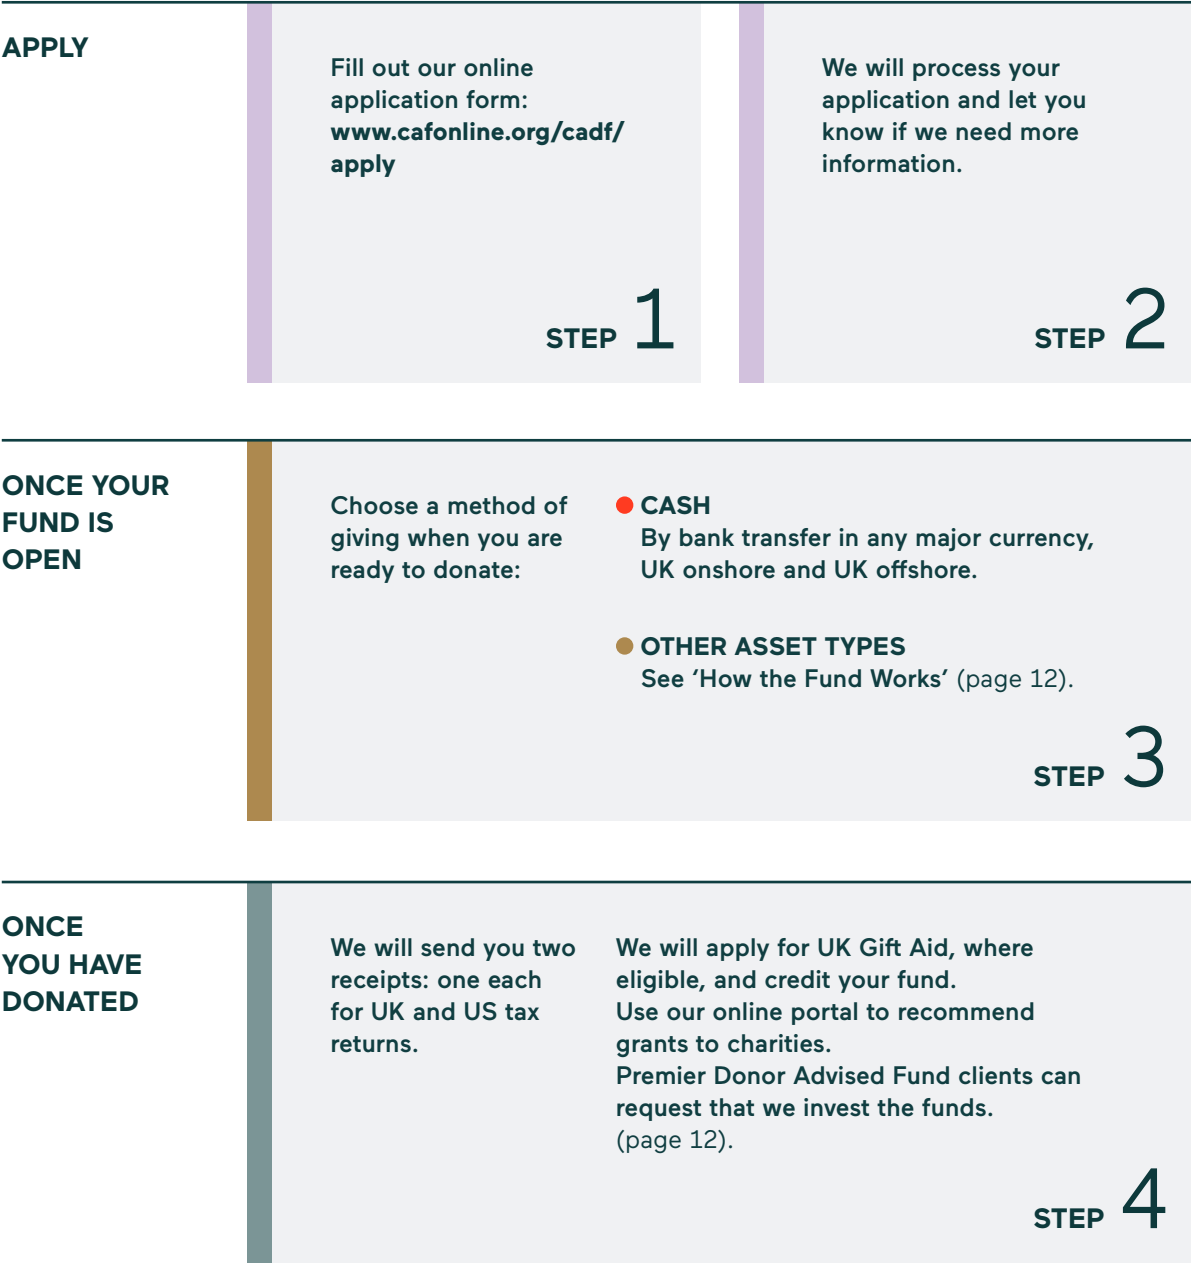 APPLY
Fill out our online
application form:
www.cafonline.org/cadf/
apply
STEP 1
We will process your
application and let you
know if we need more
information.
STEP 2
ONCE YOUR
FUND IS
OPEN
Choose a method of
giving when you are
ready to donate:
CASH
By bank transfer in any major currency,
UK onshore and UK offshore.
OTHER ASSET TYPES
See ‘How the Fund Works’ (page 12).
STEP 3
ONCE
YOU HAVE
DONATED
We will send you two
receipts: one each
for UK and US tax
returns.
We will apply for UK Gift Aid, where
eligible, and credit your fund.
Use our online portal to recommend
grants to charities.
Premier Donor Advised Fund clients can
request that we invest the funds.
(page 12).
STEP 4